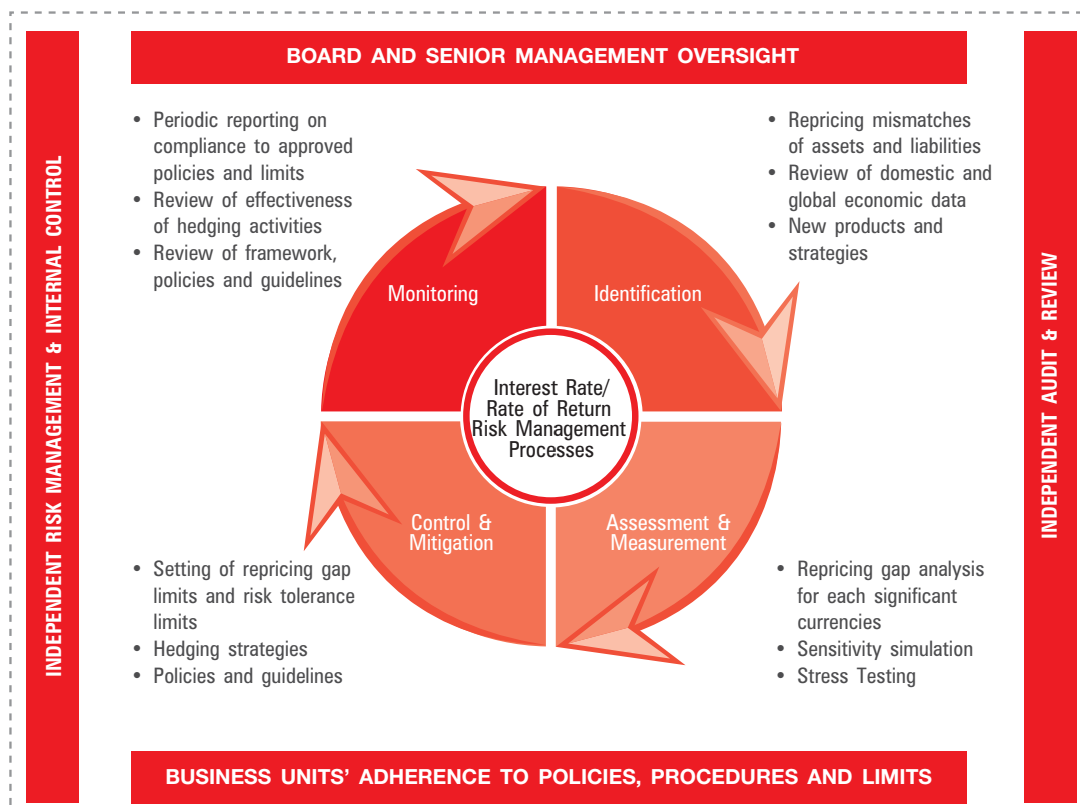 BOARD AND SENIOR MANAGEMENT OVERSIGHT
INDEPENDENT RISK MANAGEMENT & INTERNAL CONTROL
• Periodic reporting on
compliance to approved
policies and limits
• Review of effectiveness
of hedging activities
• Review of framework,
policies and guidelines
• Repricing mismatches
of assets and liabilities
• Review of domestic and
global economic data
• New products and
strategies
Monitoring
Identification
Interest Rate/
Rate of Return
Risk Management
Processes
Control &
Mitigation
Assessment &
Measurement
• Setting of repricing gap
limits and risk tolerance
limits
• Hedging strategies
• Policies and guidelines
• Repricing gap analysis
for each significant
currencies
• Sensitivity simulation
• Stress Testing
INDEPENDENT AUDIT & REVIEW
BUSINESS UNITS’ ADHERENCE TO POLICIES, PROCEDURES AND LIMITS